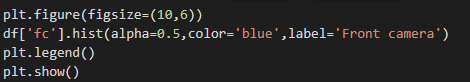 plt.figure(figsize=(10,6))
df['fc'].hist(alpha=0.5,color='blue',label='Front camera')
plt.legend()
plt.show()